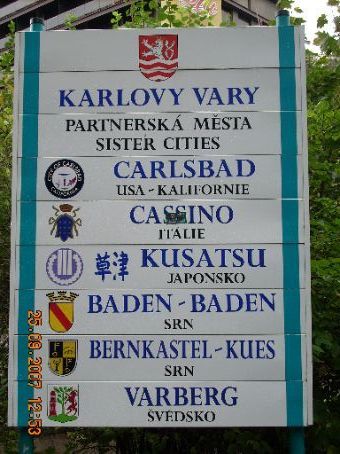 KARLOVY VARY
PARTNERSKÁ MĚSTA
SISTER CITIES
CARLSBAD
USA - KALIFORNIE
CASSINO
ITÁLIE
草津 KUSATSU
JAPONSKO
BADEN - BADEN
SRN
BERNKASTEL - KUES
SRN
VARBERG
ŠVÉDSKO
25.09.2007 12:53